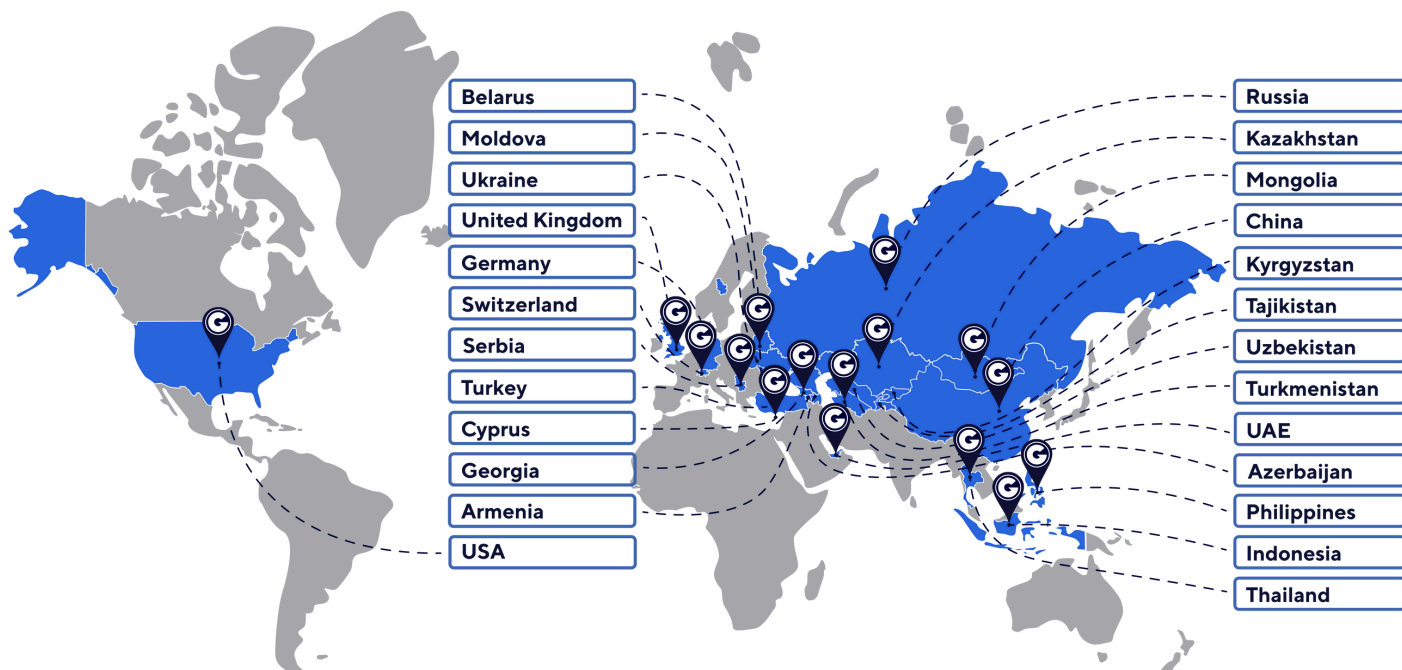 Belarus
Moldova
Ukraine
United Kingdom
Germany
Switzerland
Serbia
Turkey
Cyprus
Georgia
Armenia
USA
Russia
Kazakhstan
Mongolia
China
Kyrgyzstan
Tajikistan
Uzbekistan
Turkmenistan
UAE
Azerbaijan
Philippines
Indonesia
Thailand